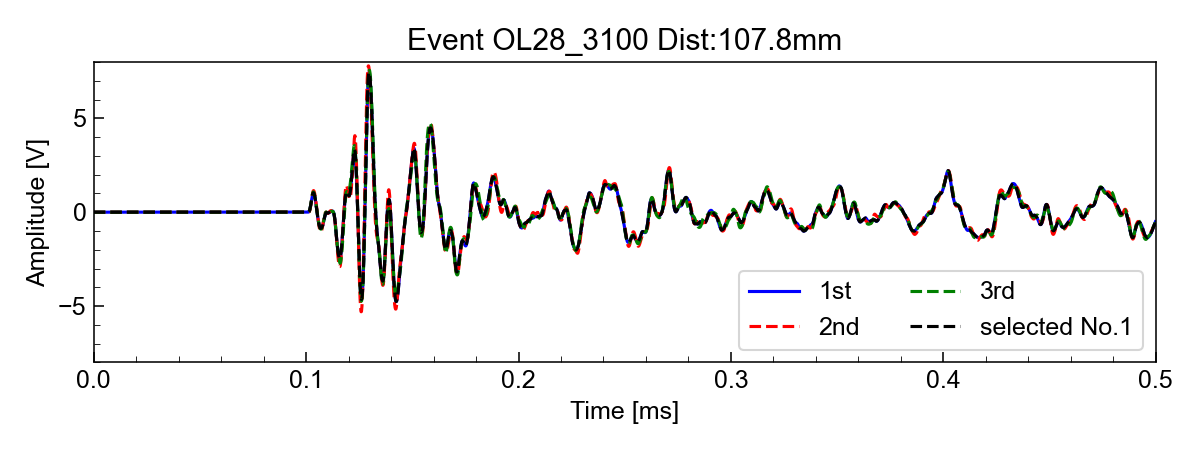 Event OL28_3100 Dist:107.8mm
Amplitude [V]
5
0
−5
1st
3rd
2nd
selected No.1
0.0 0.1 0.2 0.3 0.4 0.5
Time [ms]